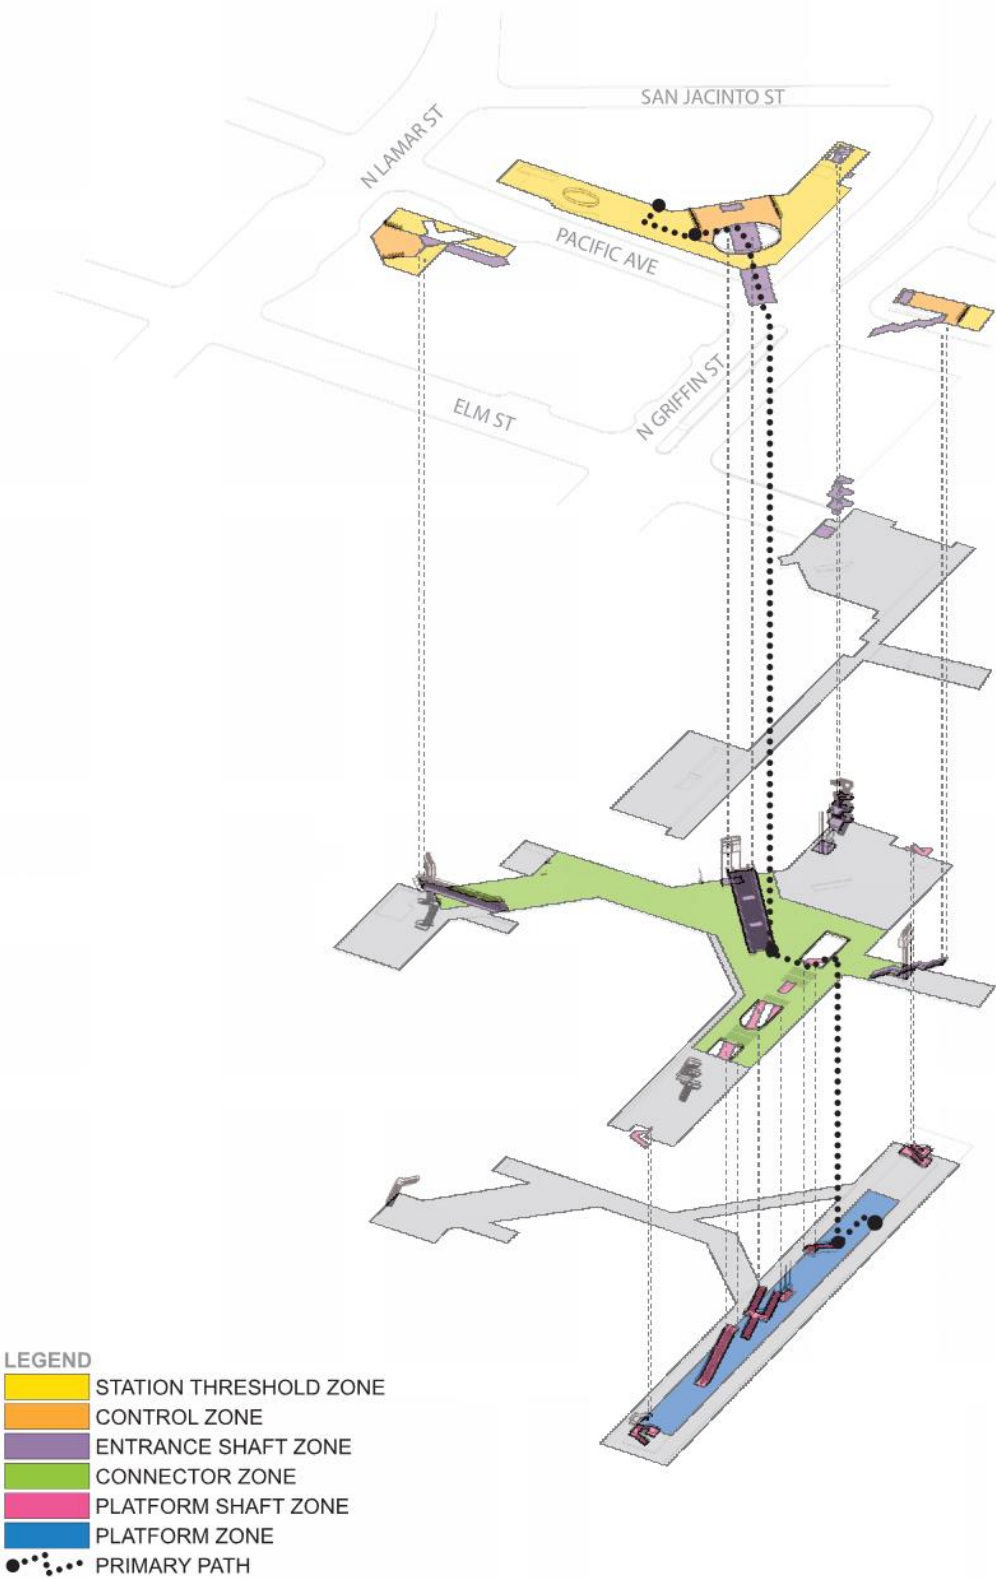 SAN JACINTO ST
N LAMAR ST
PACIFIC AVE
N GRIFFIN ST
ELM ST
LEGEND
STATION THRESHOLD ZONE
CONTROL ZONE
ENTRANCE SHAFT ZONE
CONNECTOR ZONE
PLATFORM SHAFT ZONE
PLATFORM ZONE
PRIMARY PATH